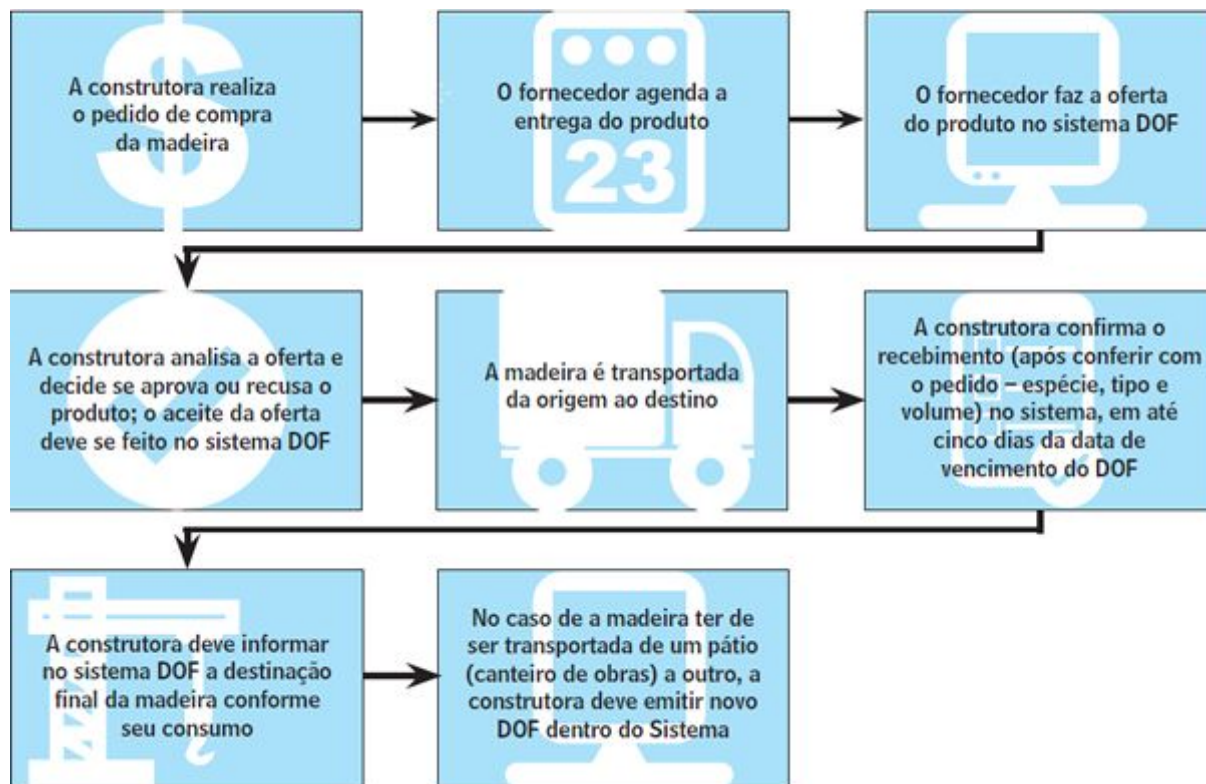 A construtora realiza
o pedido de compra
da madeira
O fornecedor agenda a
entrega do produto
23
O fornecedor faz a oferta
do produto no sistema DOF
A construtora analisa a oferta e
decide se aprova ou recusa o
produto; o aceite da oferta
deve se feito no sistema DOF
A madeira é transportada
da origem ao destino
A construtora confirma o
recebimento (após conferir com
o pedido – espécie, tipo e
volume) no sistema, em até
cinco dias da data de
vencimento do DOF
A construtora deve informar
no sistema DOF a destinação
final da madeira conforme
seu consumo
No caso de a madeira ter de
ser transportada de um pátio
(canteiro de obras) a outro, a
construtora deve emitir novo
DOF dentro do Sistema